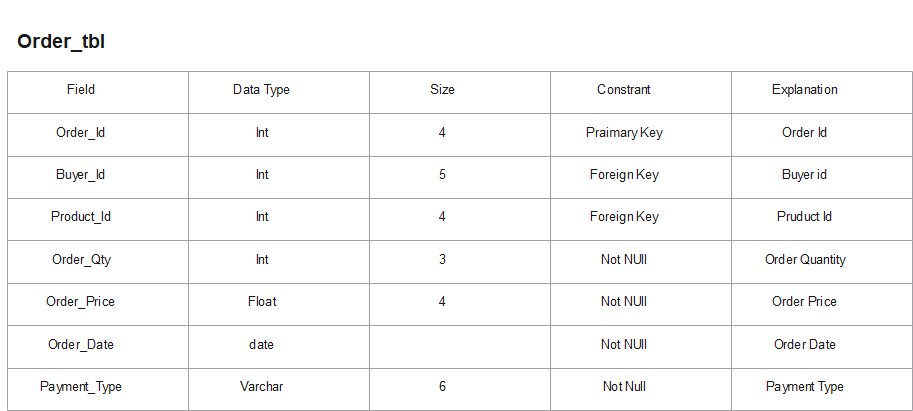 Order_tbl
Field Data Type Size Constrant Explanation
Order_Id Int 4 Praimary Key Order Id
Buyer_Id Int 5 Foreign Key Buyer id
Product_Id Int 4 Foreign Key Pruduct Id
Order_Qty Int 3 Not NUll Order Quantity
Order_Price Float 4 Not NUll Order Price
Order_Date date Not NUll Order Date
Payment_Type Varchar 6 Not Null Payment Type